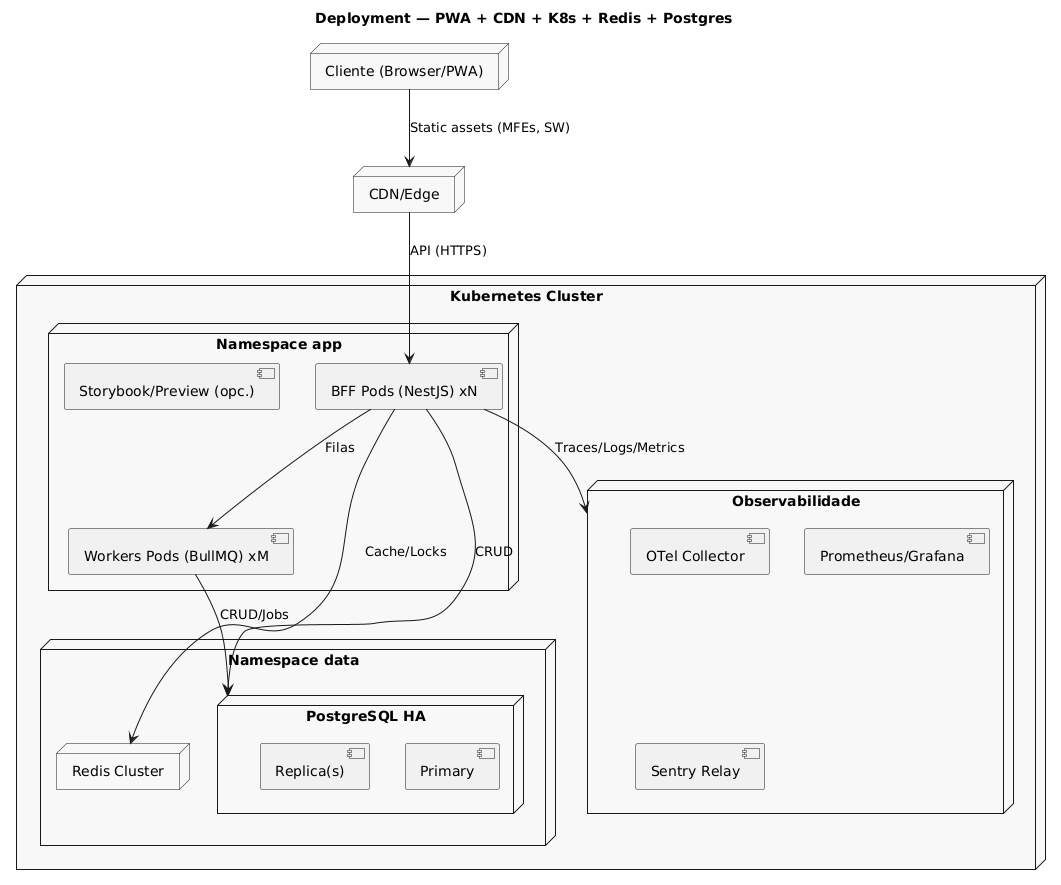 Deployment — PWA + CDN + K8s + Redis + Postgres
Cliente (Browser/PWA)
Static assets (MFEs, SW)
CDN/Edge
API (HTTPS)
Kubernetes Cluster
Namespace app
Storybook/Preview (opc.)
BFF Pods (NestJS) xN
Filas
Traces/Logs/Metrics
Observabilidade
Workers Pods (BullMQ) xM
Cache/Locks
CRUD
OTel Collector
Prometheus/Grafana
CRUD/Jobs
Namespace data
PostgreSQL HA
Redis Cluster
Replica(s)
Primary
Sentry Relay